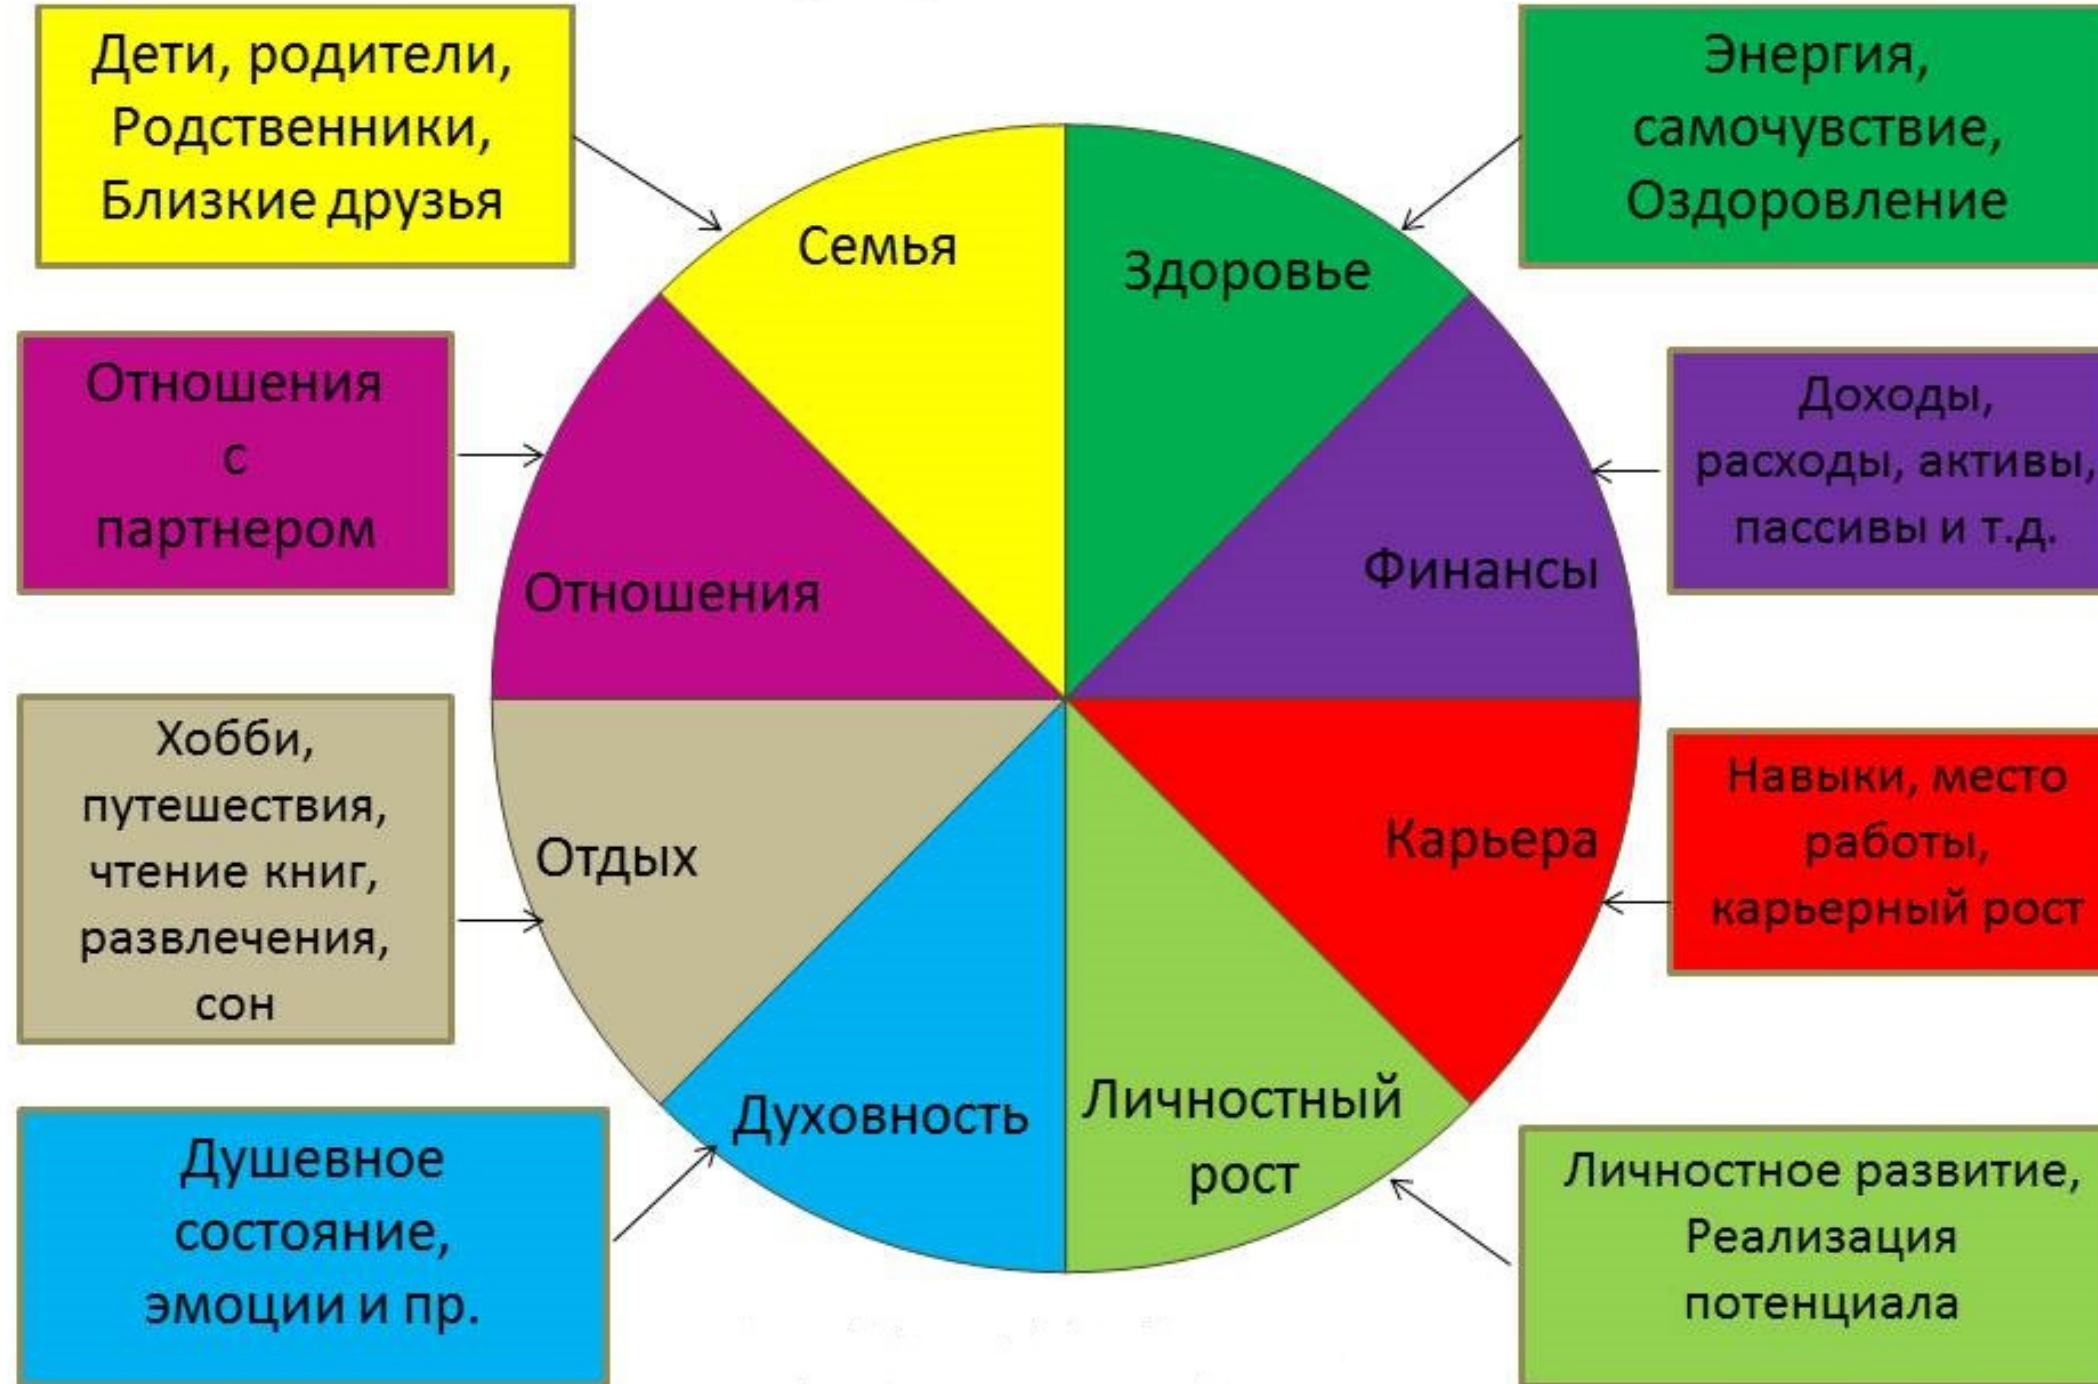 Дети, родители,
Родственники,
Близкие друзья
Энергия,
самочувствие,
Оздоровление
Семья
Здоровье
Отношения
с
партнером
Доходы,
расходы, активы,
пассивы и т.д.
Отношения
Финансы
Хобби,
путешествия,
чтение книг,
развлечения,
сон
Навыки, место
работы,
карьерный рост
Отдых
Карьера
Духовность
Личностный
рост
Душевное
состояние,
эмоции и пр.
Личностное развитие,
Реализация
потенциала